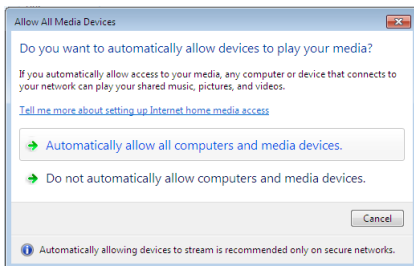 Allow All Media Devices
Do you want to automatically allow devices to play your media?
If you automatically allow access to your media, any computer or device that connects to
your network can play your shared music, pictures, and videos.
Tell me more about setting up Internet home media access
Automatically allow all computers and media devices.
Do not automatically allow computers and media devices.
Cancel
Automatically allowing devices to stream is recommended only on secure networks.